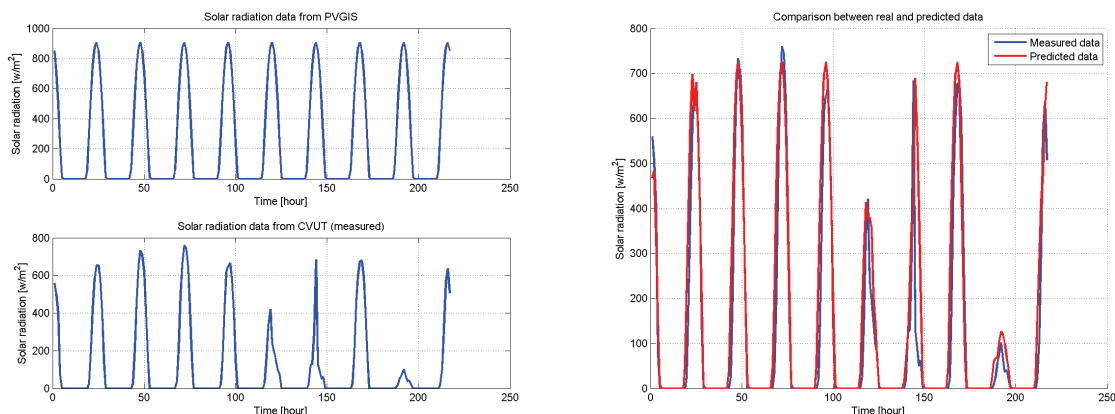 Solar radiation data from PVGIS
1000
800
600
400
200
0
Solar radiation [w/m²]
0 50 100 150 200 250
Time [hour]
Solar radiation data from CVUT (measured)
800
600
400
200
0
Solar radiation [w/m²]
0 50 100 150 200 250
Time [hour]
Comparison between real and predicted data
Measured data
Predicted data
800
700
600
500
400
300
200
100
0
Solar radiation [w/m²]
0 50 100 150 200 250
Time [hour]